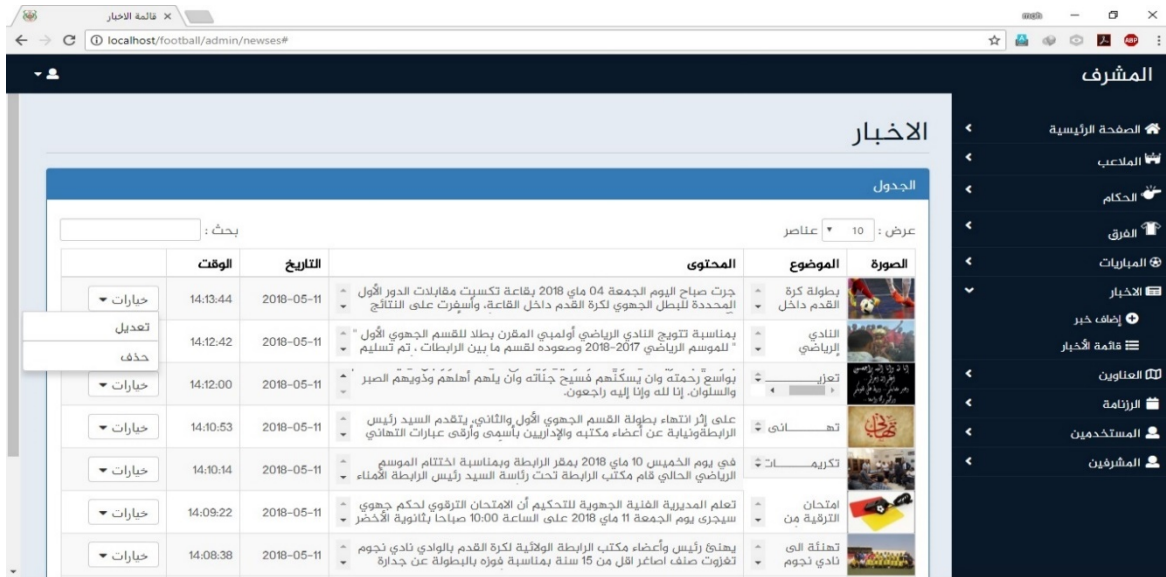 قائمة الاخبار
localhost/football/admin/newses#
المشرف
الصفحة الرئيسية
الملاعب
الحكام
الفرق
المباريات
الاخبار
إضاف خبر
قائمة الأخبار
العناوين
الرزنامة
المستخدمين
المشرفين
الاخبار
الجدول
عرض : 10 عناصر
بحث :
الصورة الموضوع المحتوى التاريخ الوقت
بطولة كرة القدم داخل
جرت صباح اليوم الجمعة 04 ماي 2018 بقاعة تكسبت مقابلات الدور الأول
المحددة للبطل الجهوي لكرة القدم داخل القاعة، وأسفرت على النتائج
2018-05-11 14:13:44 خيارات
تعديل
حذف
النادي الرياضي
بمناسبة تتويج النادي الرياضي أولمبي المقرن بطلا للقسم الجهوي الأول "
" للموسم الرياضي 2017-2018 وصعوده لقسم ما بين الرابطات ، تم تسليم
2018-05-11 14:12:42
تعزيـــــــــة
بواسع رحمته وان يسكنهم فسيح جناته وأن يلهم أهلهم وذويهم الصبر
والسلوان. إنا لله وإنا إليه راجعون.
2018-05-11 14:12:00 خيارات
تهـــــــــانى
تهاني
على إثر انتهاء بطولة القسم الجهوي الأول والثاني، يتقدم السيد رئيس
الرابطةونيابة عن أعضاء مكتبه والإداريين بأسمى وأرقى عبارات التهاني
2018-05-11 14:10:53 خيارات
تكريمـــــــــات
في يوم الخميس 10 ماي 2018 بمقر الرابطة وبمناسبة اختتام الموسم
الرياضي الحالي قام مكتب الرابطة تحت رئاسة السيد رئيس الرابطة الأمناء
2018-05-11 14:10:14 خيارات
امتحان الترقية من
تعلم المديرية الفنية الجهوية للتحكيم أن الامتحان الترقوي لحكم جهوي
سيجرى يوم الجمعة 11 ماي 2018 على الساعة 10:00 صباحا بثانوية الأخضر
2018-05-11 14:09:22 خيارات
تهنئة الى نادي نجوم
يهنئ رئيس وأعضاء مكتب الرابطة الولائية لكرة القدم بالوادي نادي نجوم
تغزوت صنف اصاغر اقل من 15 سنة بمناسبة فوزه بالبطولة عن جدارة
2018-05-11 14:08:38 خيارات